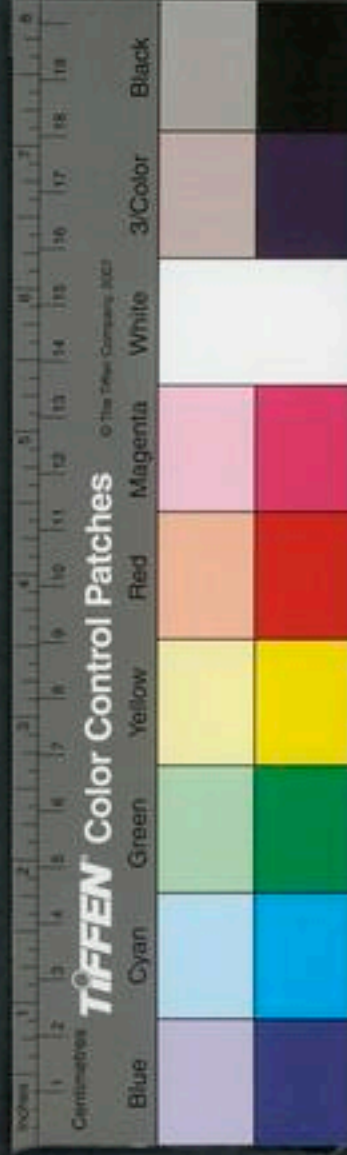 Inches 1 2 3 4 5 6 7 8
Centimetres 1 2 3 4 5 6 7 8 9 10 11 12 13 14 15 16 17 18 19
TIFFEN® Color Control Patches © The Tiffen Company, 2007
Blue Cyan Green Yellow Red Magenta White 3/Color Black